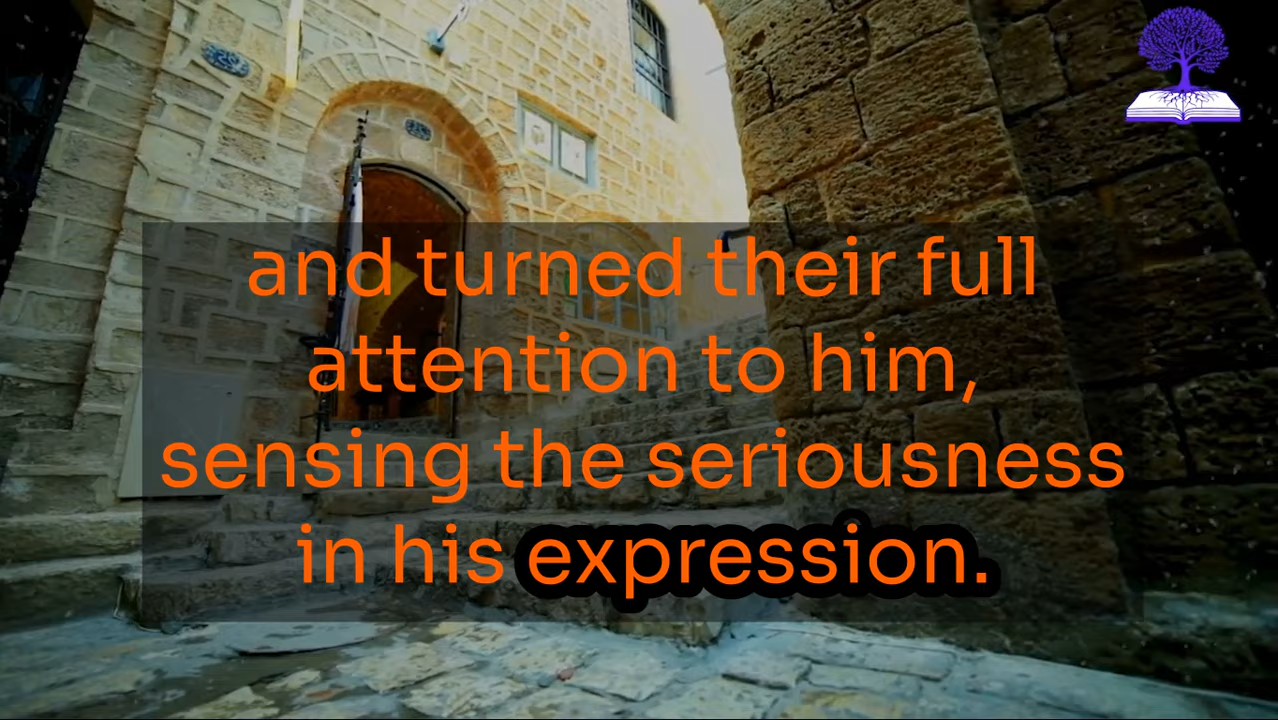 and turned their full
attention to him,
sensing the seriousness
in his expression.